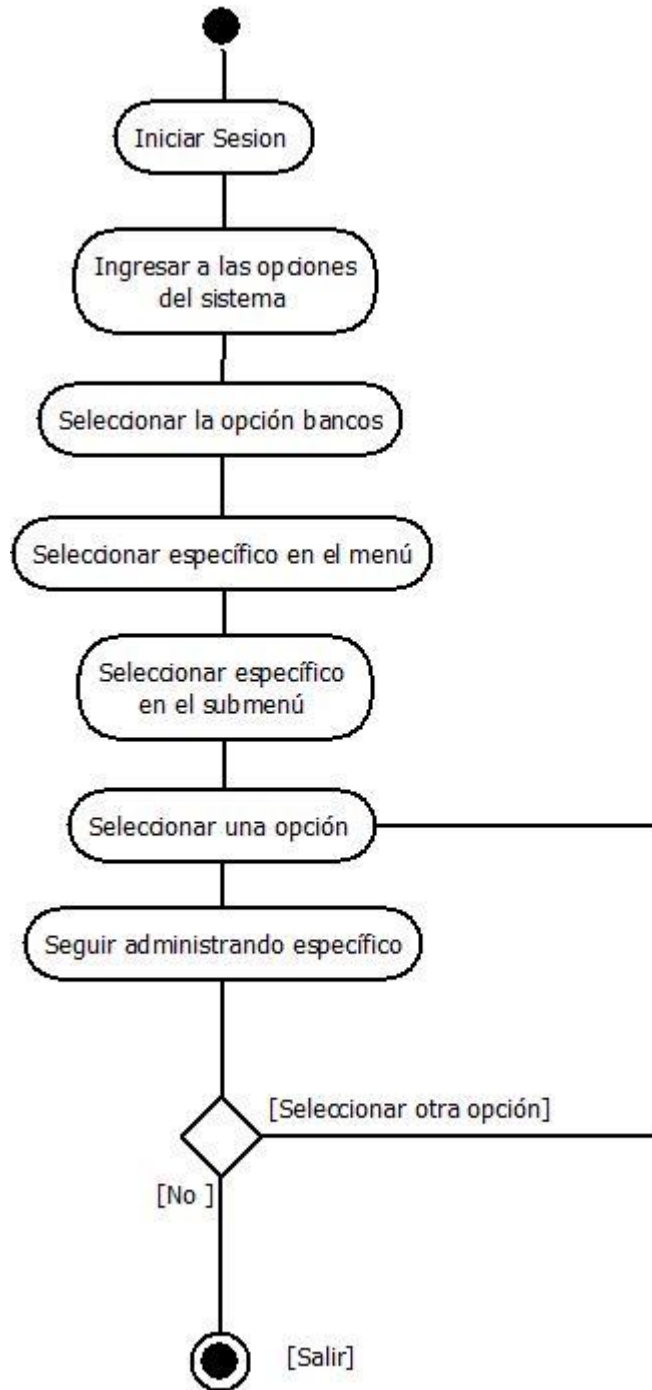 Iniciar Sesion
Ingresar a las opciones
del sistema
Seleccionar la opción bancos
Seleccionar específico en el menú
Seleccionar específico
en el submenú
Seleccionar una opción
Seguir administrando específico
[Seleccionar otra opción]
[No ]
[Salir]